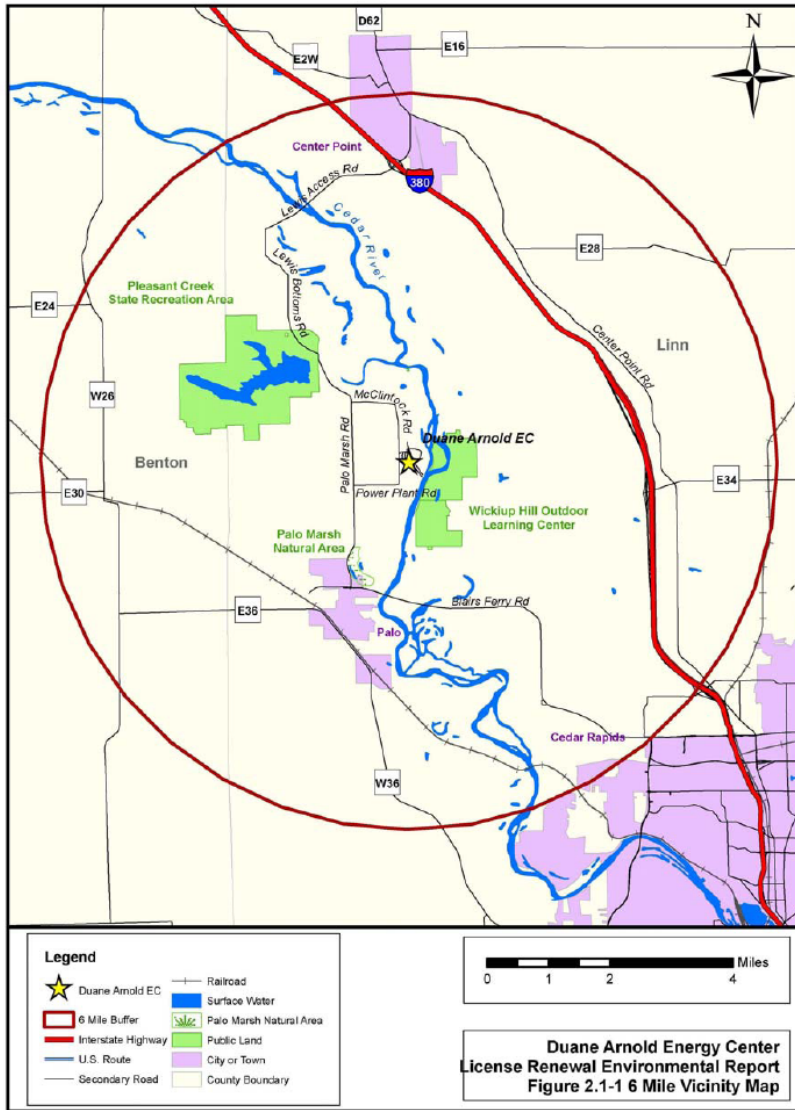 D62
N
E16
E2W
Center Point
Lewis Access Rd
380
Cedar River
E28
Pleasant Creek
State Recreation Area
Lewis Bottoms Rd
E24
Center Point Rd
Linn
W26
McClintock Rd
Palo Marsh Rd
Duane Arnold EC
Benton
E34
E30
Power Plant Rd
Wickiup Hill Outdoor
Learning Center
Palo Marsh
Natural Area
Blairs Ferry Rd
E36
Palo
Cedar Rapids
W36
Legend
Duane Arnold EC
6 Mile Buffer
Interstate Highway
U.S. Route
Secondary Road
Railroad
Surface Water
Palo Marsh Natural Area
Public Land
City or Town
County Boundary
Miles
0 1 2 4
Duane Arnold Energy Center
License Renewal Environmental Report
Figure 2.1-1 6 Mile Vicinity Map